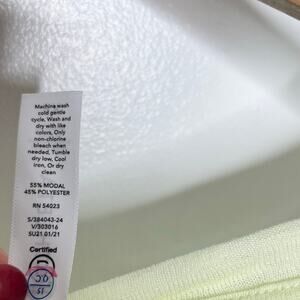 Machine wash
cold gentle
cycle, Wash and
dry with like
colors, Only
non-chlorine
bleach when
needed, Tumble
dry low, Cool
iron, Or dry
clean
55% MODAL
45% POLYESTER
RN 54023
S/384043-24
V/303016
SU21 01/21
Certified
QC